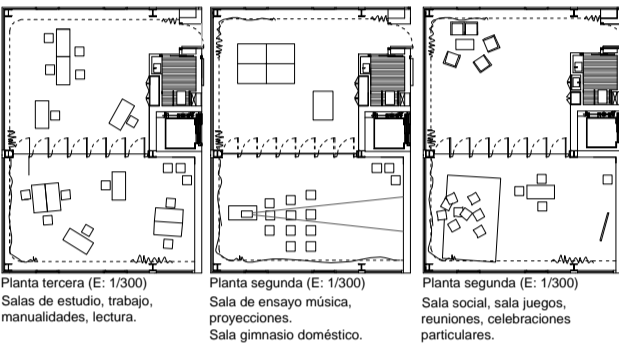 Planta tercera (E: 1/300)
Salas de estudio, trabajo,
manualidades, lectura.
Planta segunda (E: 1/300)
Sala de ensayo música,
proyecciones.
Sala gimnasio doméstico.
Planta segunda (E: 1/300)
Sala social, sala juegos,
reuniones, celebraciones
particulares.